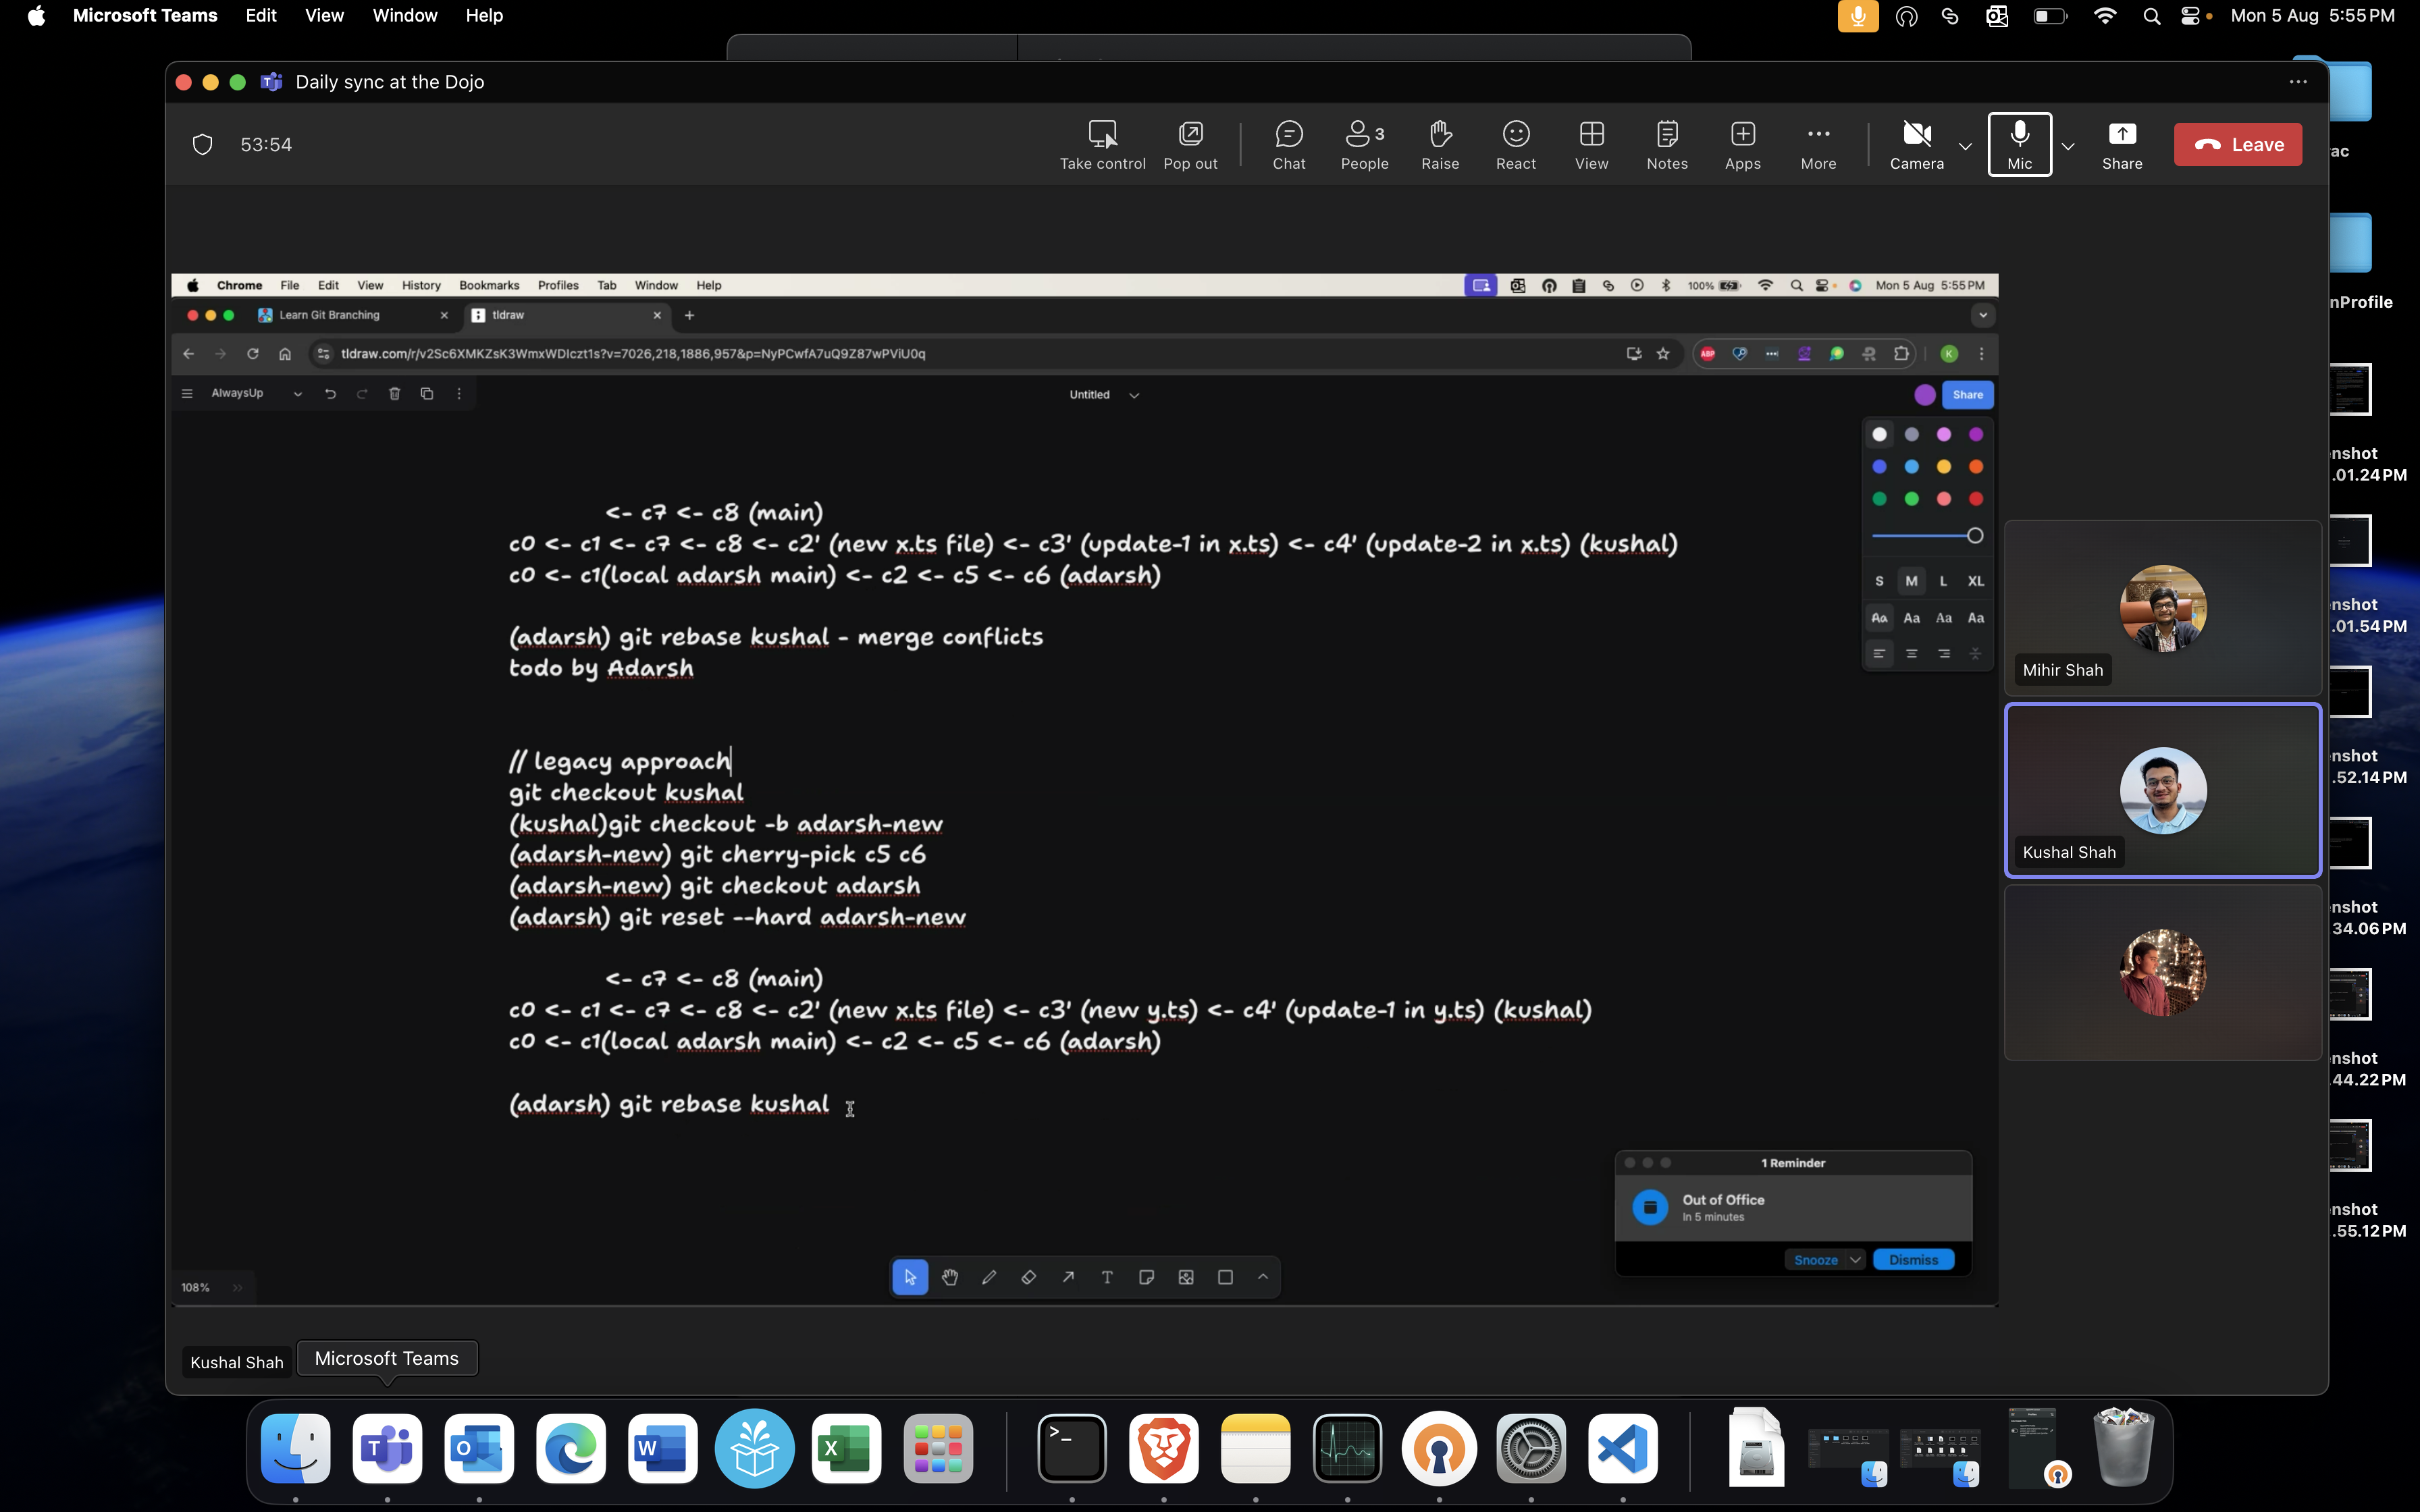 Microsoft Teams Edit View Window Help
Mon 5 Aug 5:55 PM
Daily sync at the Dojo
53:54
Take control Pop out Chat People 3 Raise React View Notes Apps More Camera Mic Share Leave
Chrome File Edit View History Bookmarks Profiles Tab Window Help
100% Mon 5 Aug 5:55 PM
Learn Git Branching
tldraw
tldraw.com/r/v2Sc6XMKZsK3WmxWDIczt1s?v=7026,218,1886,957&p=NyPCwfA7uQ9Z87wPViU0q
ABP
K
AlwaysUp
Untitled
Share
S M L XL
Aa Aa Aa Aa
<- c7 <- c8 (main)
c0 <- c1 <- c7 <- c8 <- c2' (new x.ts file) <- c3' (update-1 in x.ts) <- c4' (update-2 in x.ts) (kushal)
c0 <- c1(local adarsh main) <- c2 <- c5 <- c6 (adarsh)
(adarsh) git rebase kushal - merge conflicts
todo by Adarsh
// legacy approach
git checkout kushal
(kushal)git checkout -b adarsh-new
(adarsh-new) git cherry-pick c5 c6
(adarsh-new) git checkout adarsh
(adarsh) git reset --hard adarsh-new
<- c7 <- c8 (main)
c0 <- c1 <- c7 <- c8 <- c2' (new x.ts file) <- c3' (new y.ts) <- c4' (update-1 in y.ts) (kushal)
c0 <- c1(local adarsh main) <- c2 <- c5 <- c6 (adarsh)
(adarsh) git rebase kushal
1 Reminder
Out of Office
In 5 minutes
Snooze
Dismiss
108%
Mihir Shah
Kushal Shah
Kushal Shah
Microsoft Teams
ac
nProfile
nshot
.01.24 PM
nshot
.01.54 PM
nshot
.52.14 PM
nshot
34.06 PM
nshot
44.22 PM
nshot
.55.12 PM
T
O
W
X
>_